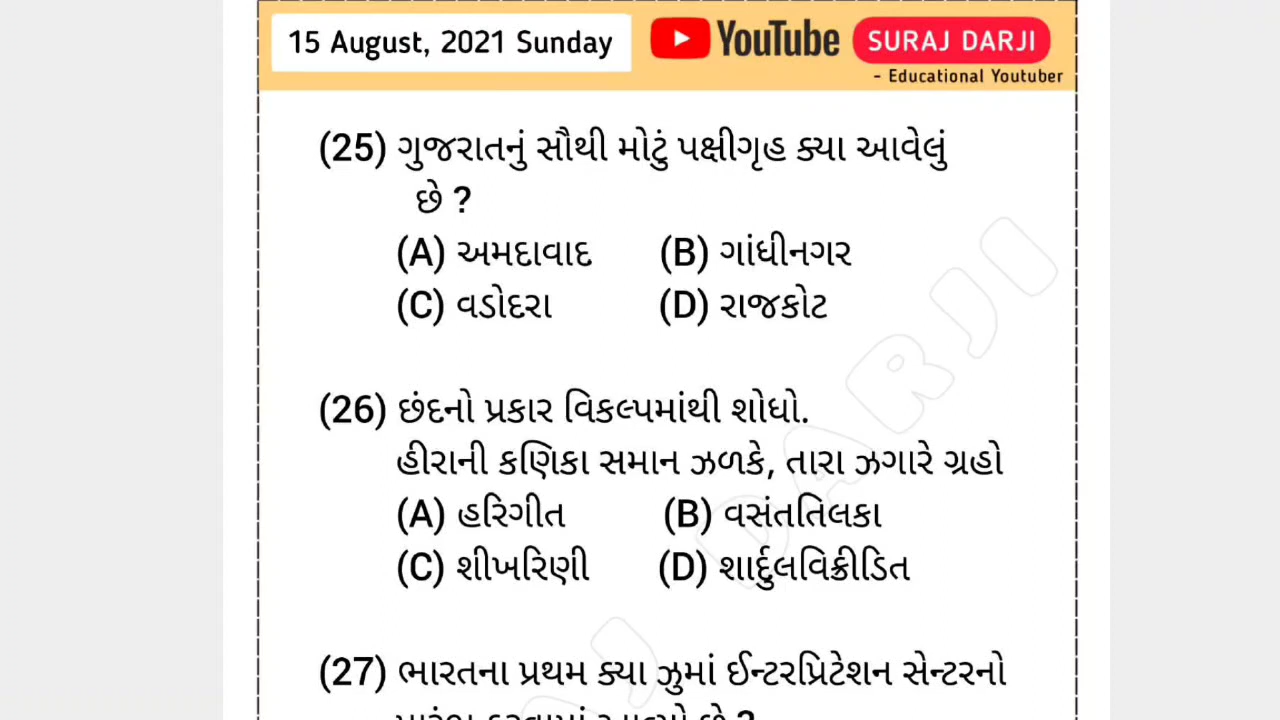 15 August, 2021 Sunday
YouTube SURAJ DARJI
- Educational Youtuber
(25) ગુજરાતનું સૌથી મોટું પક્ષીગૃહ ક્યા આવેલું
છે ?
(A) અમદાવાદ (B) ગાંધીનગર
(C) વડોદરા (D) રાજકોટ
(26) છંદનો પ્રકાર વિકલ્પમાંથી શોધો.
હીરાની કણિકા સમાન ઝળકે, તારા ઝગારે ગ્રહો
(A) હરિગીત (B) વસંતતિલકા
(C) શીખરિણી (D) શાર્દુલવિક્રીડિત
(27) ભારતના પ્રથમ ક્યા ઝુમાં ઈન્ટરપ્રિટેશન સેન્ટરનો
DARJI